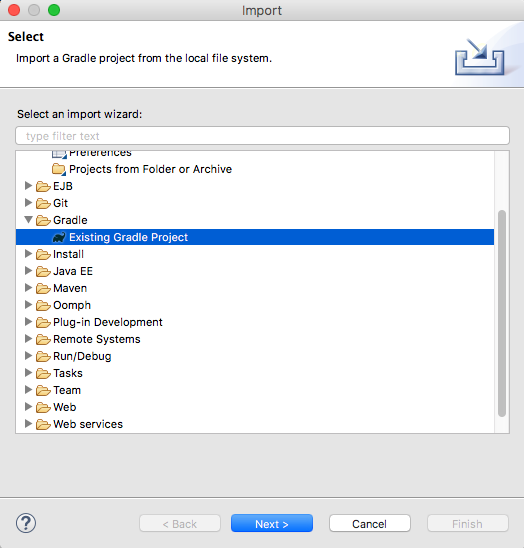 Import
Select
Import a Gradle project from the local file system.
Select an import wizard:
type filter text
Preferences
Projects from Folder or Archive
EJB
Git
Gradle
Existing Gradle Project
Install
Java EE
Maven
Oomph
Plug-in Development
Remote Systems
Run/Debug
Tasks
Team
Web
Web services
? < Back Next > Cancel Finish